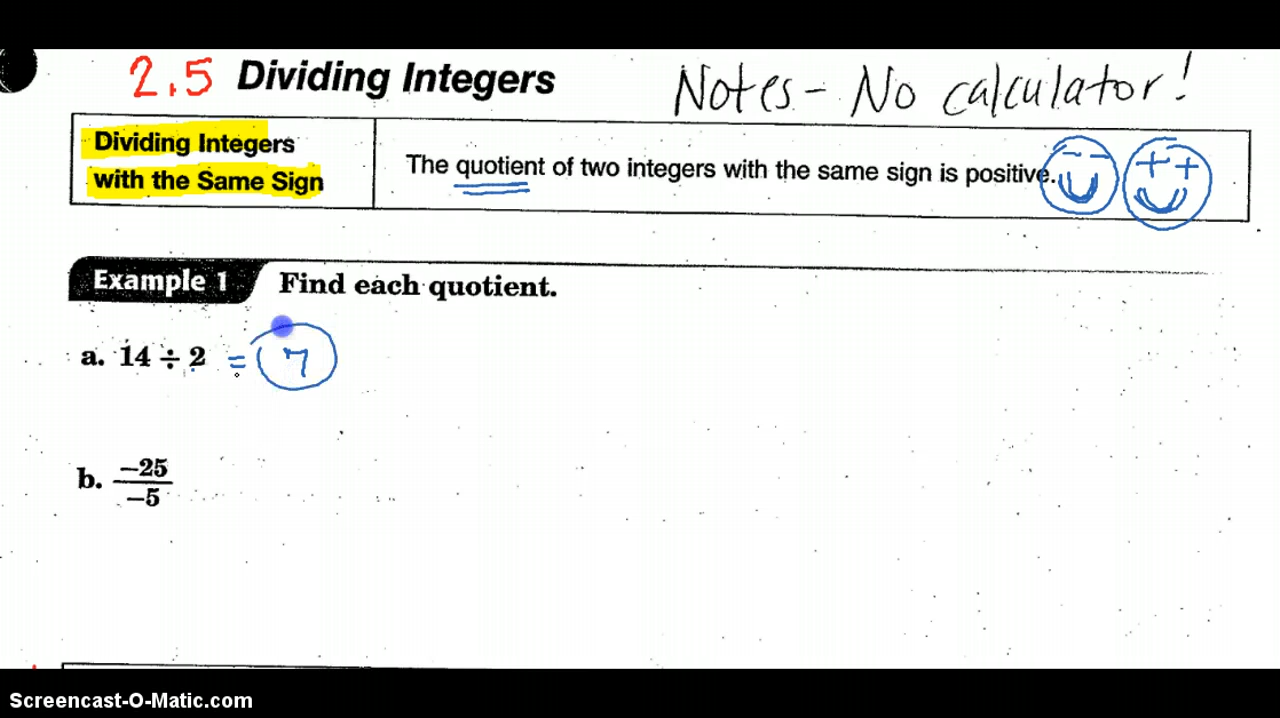 2.5 Dividing Integers Notes - No calculator!
Dividing Integers
with the Same Sign
The quotient of two integers with the same sign is positive.
- -
+ +
Example 1 Find each quotient.
a. 14 ÷ 2 = 7
b. -25
-5
Screencast-O-Matic.com